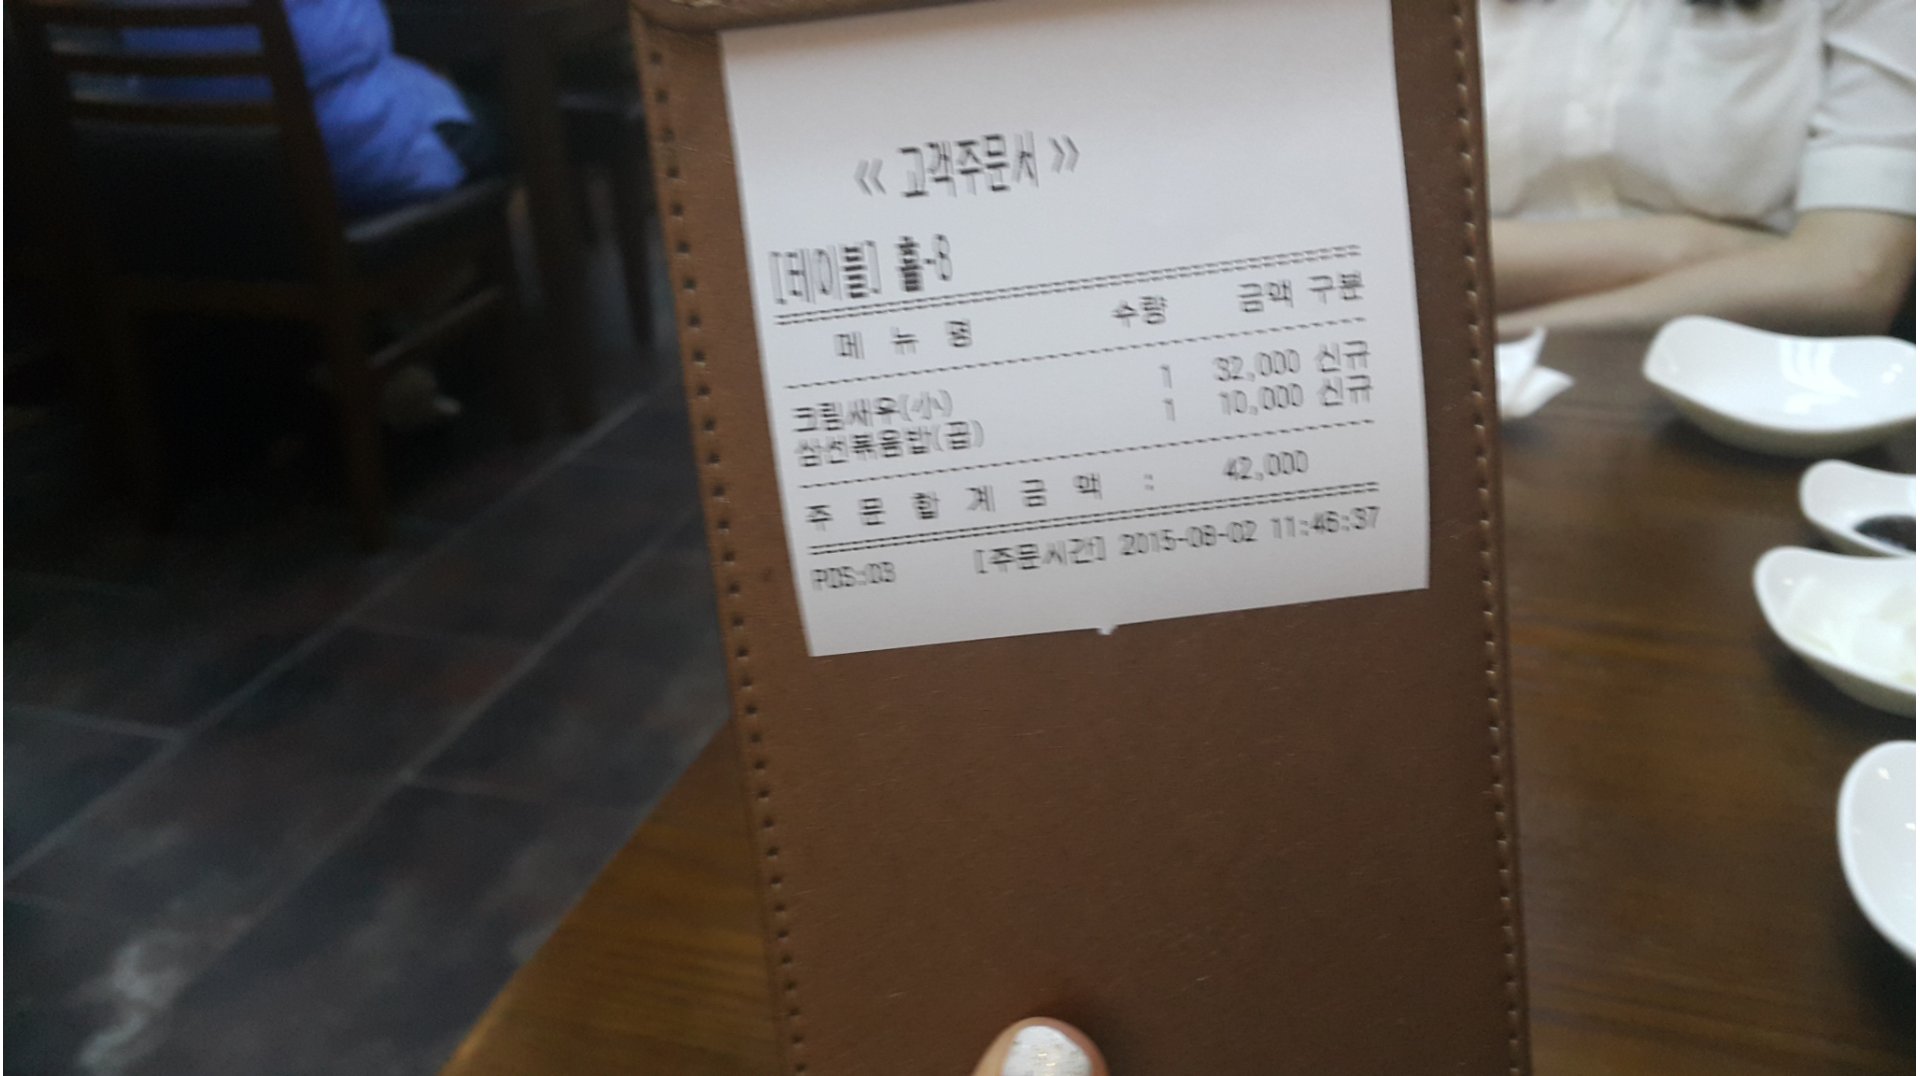 ≪ 고객주문서 ≫
[테이블] 홀-8
메 뉴 명 수량 금액 구분
크림새우(小) 1 32,000 신규
삼선볶음밥(곱) 1 10,000 신규
주 문 합 계 금 액 : 42,000
POS:03 [주문시간] 2015-08-02 11:46:37